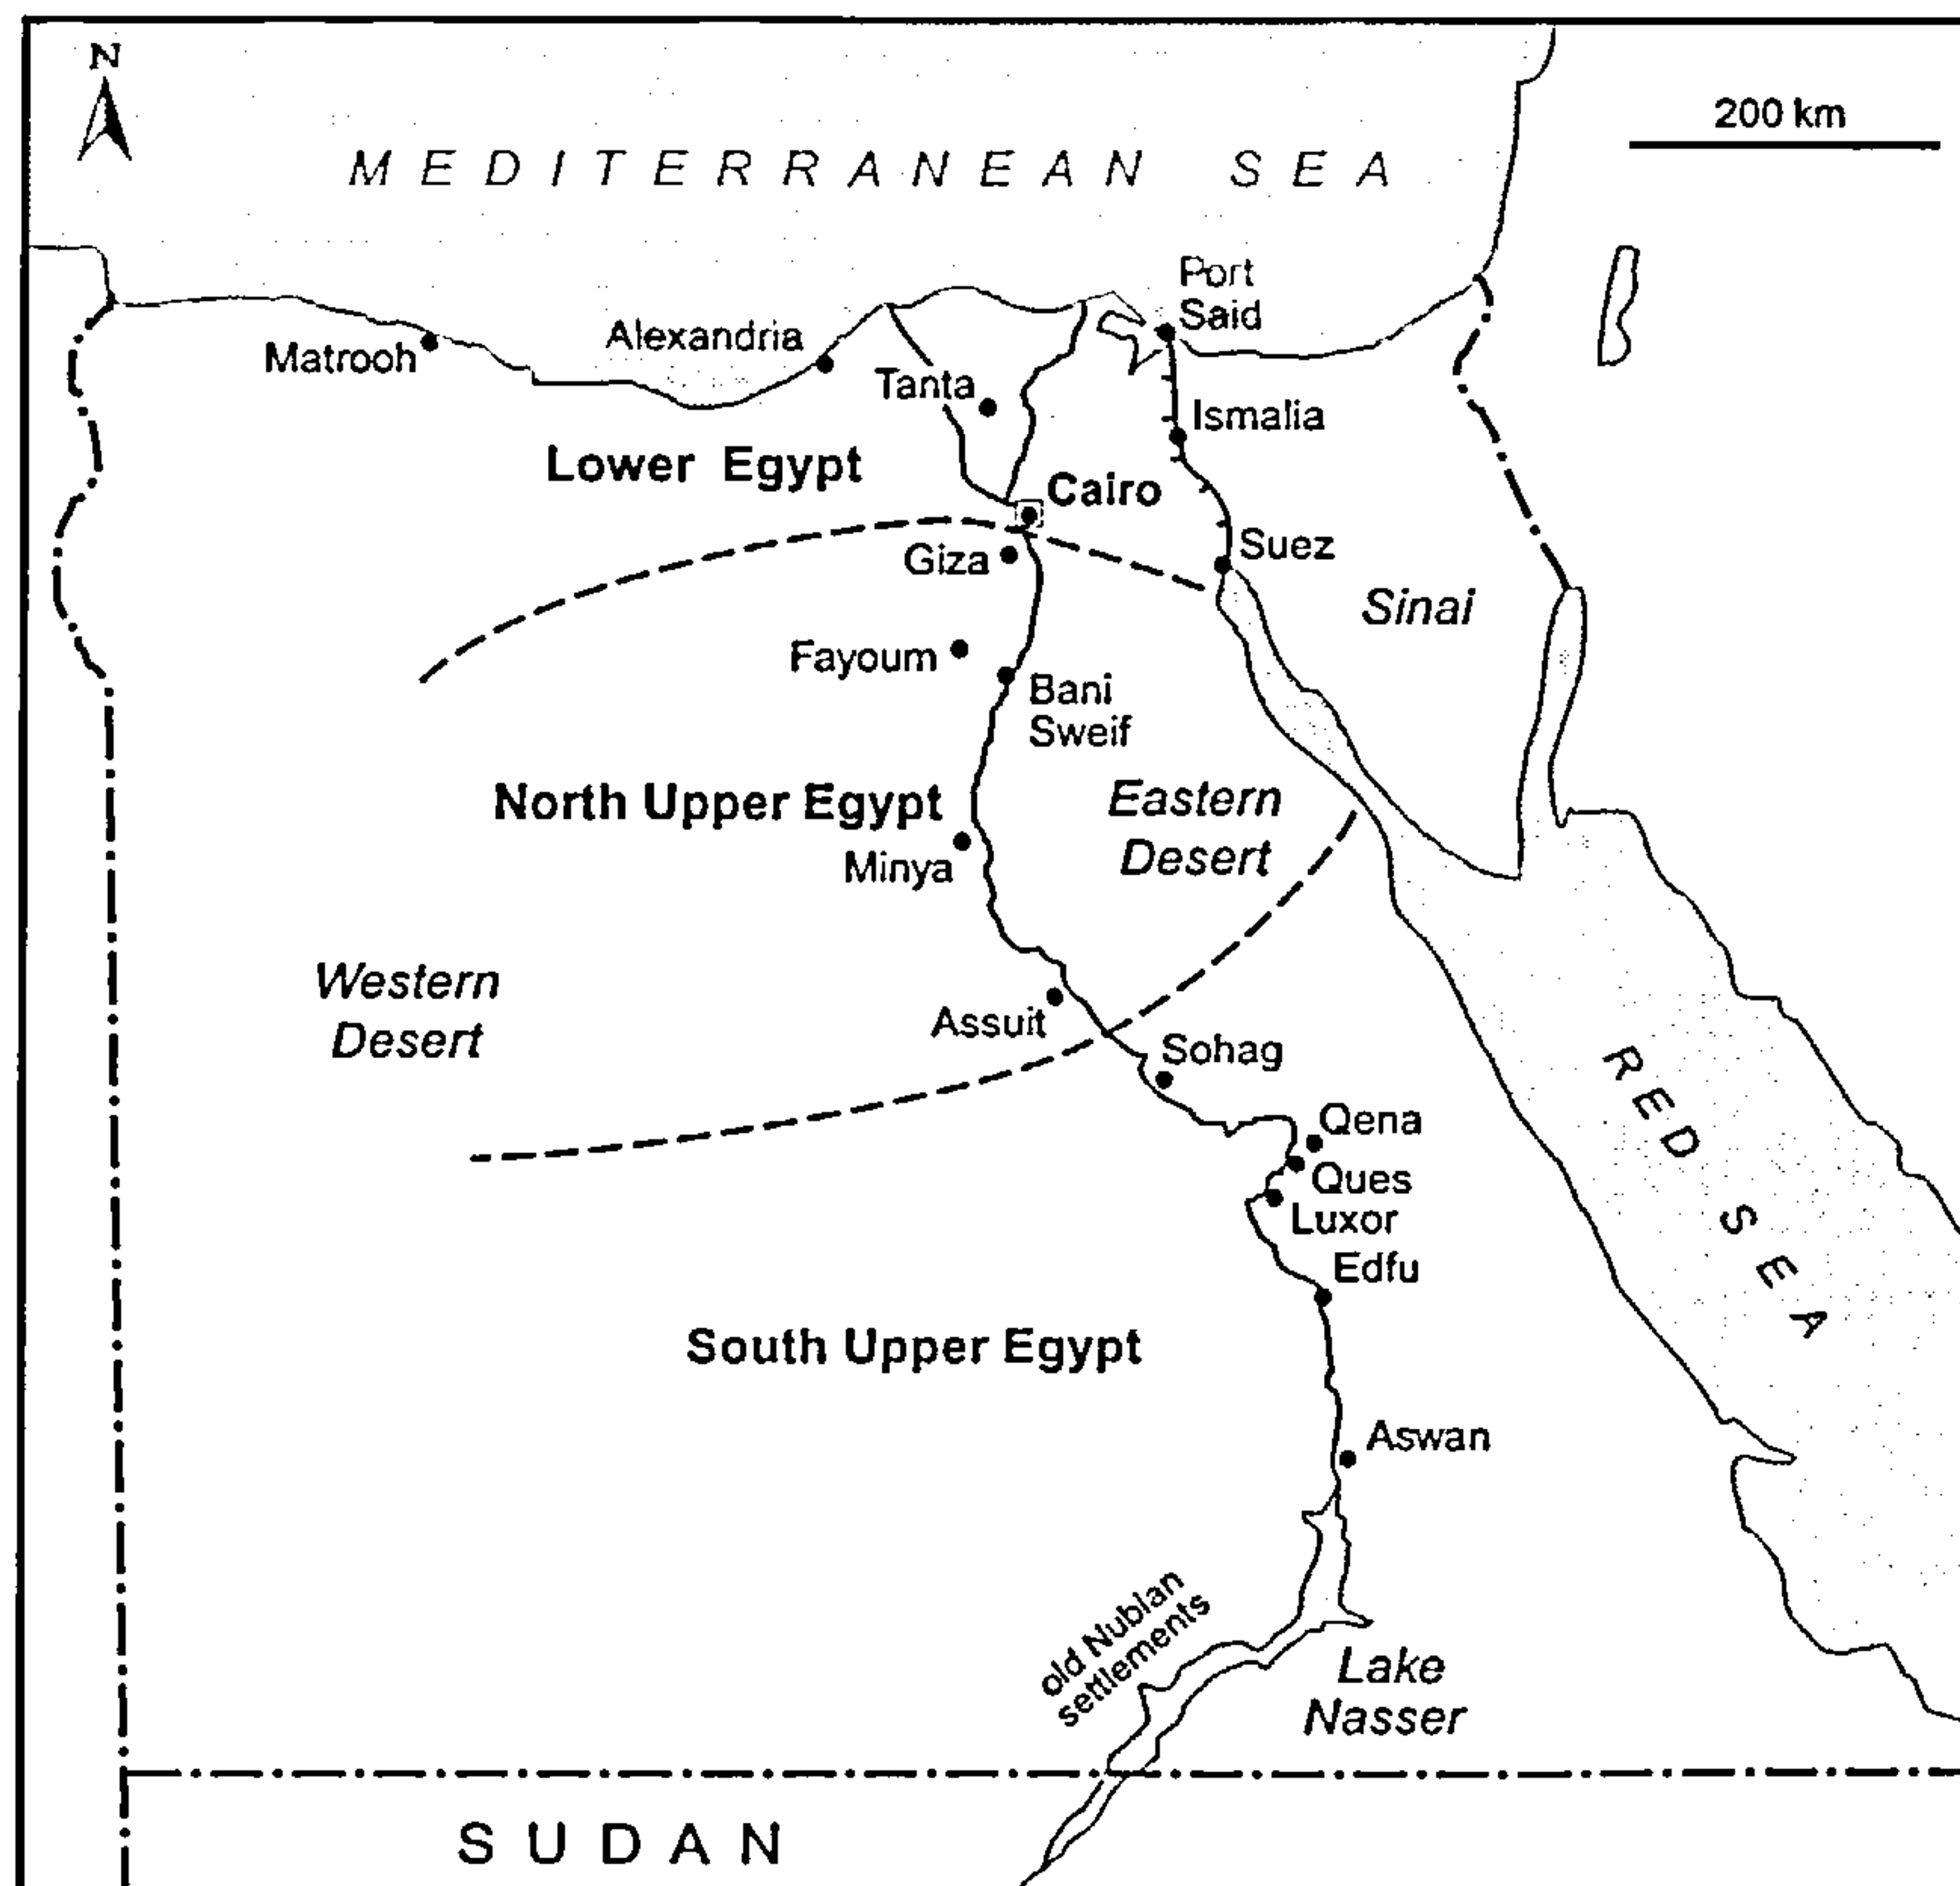 N
200 km
MEDITERRANEAN SEA
Port
Said
Alexandria
Matrooh
Tanta
Ismalia
Lower Egypt
Cairo
Suez
Giza
Sinai
Fayoum
Bani
Sweif
North Upper Egypt
Eastern
Desert
Minya
Western
Desert
Assuit
Sohag
RED SEA
Qena
Ques
Luxor
Edfu
South Upper Egypt
Aswan
old Nubian
settlements
Lake
Nasser
SUDAN